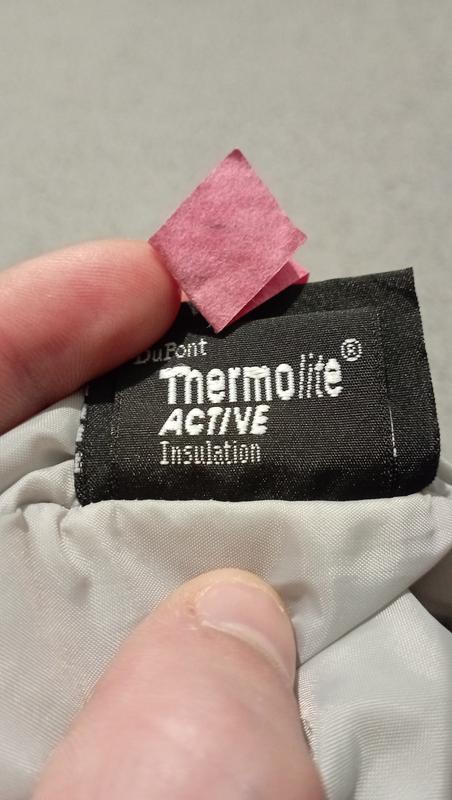 DuPont
Thermolite®
ACTIVE
Insulation